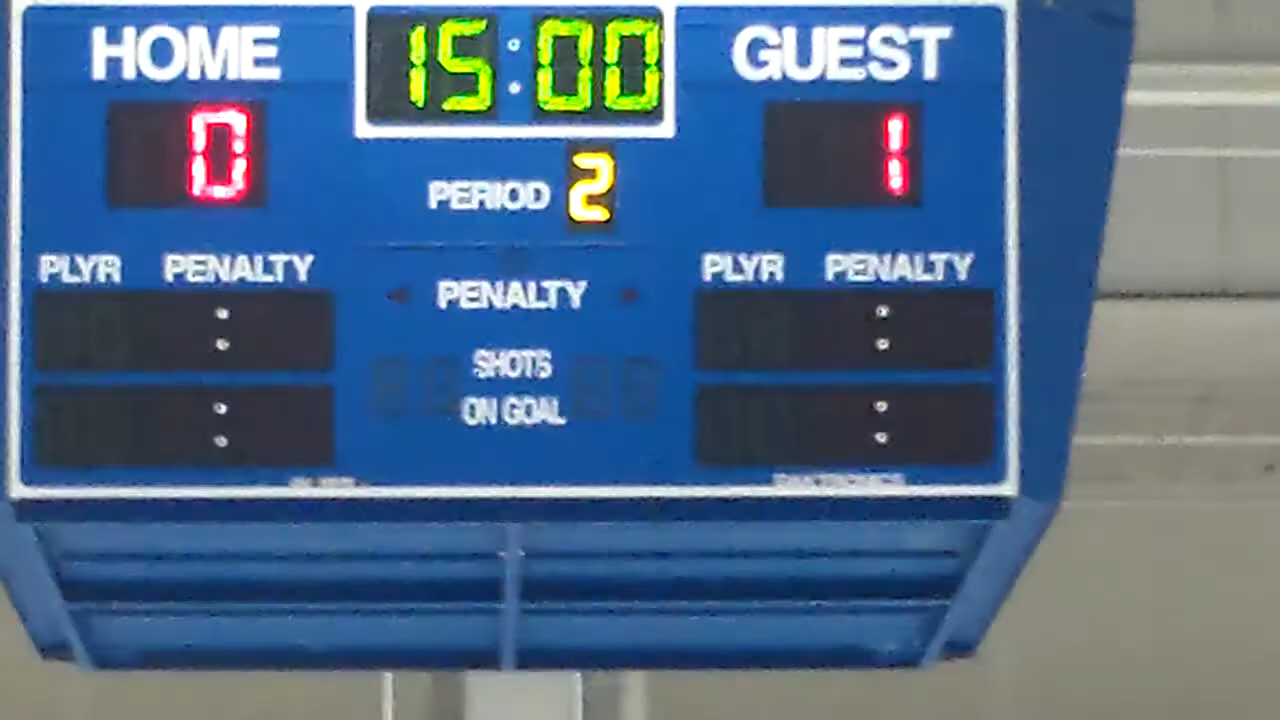 HOME 15:00 GUEST
0 1
PERIOD 2
PLYR PENALTY PLYR PENALTY
PENALTY
SHOTS
ON GOAL